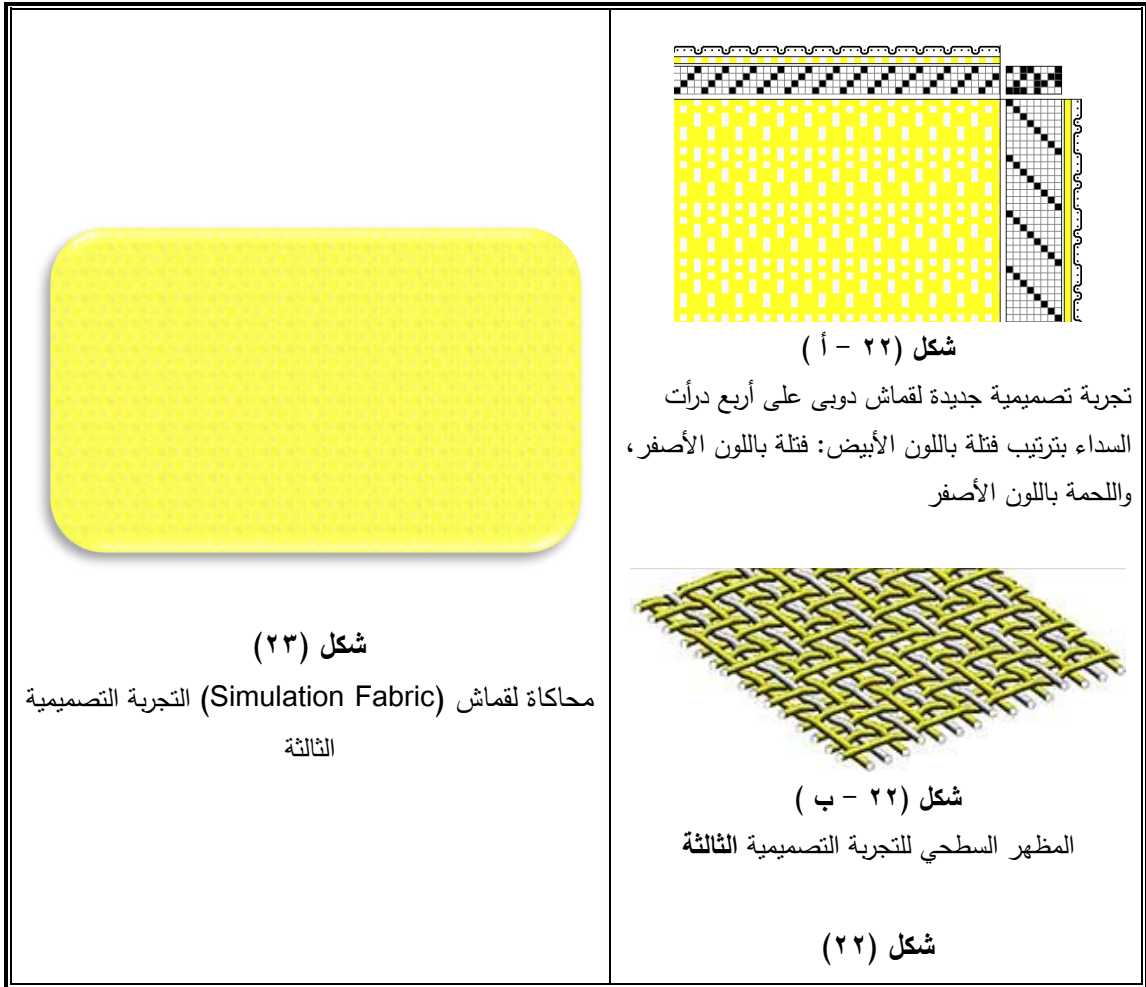 شكل (٢٢ - أ )
تجربة تصميمية جديدة لقماش دوبى على أربع درأت
السداء بترتيب فتلة باللون الأبيض: فتلة باللون الأصفر،
واللحمة باللون الأصفر
شكل (٢٢ - ب )
المظهر السطحي للتجربة التصميمية الثالثة
شكل (٢٢)
شكل (٢٣)
محاكاة لقماش (Simulation Fabric) التجربة التصميمية
الثالثة